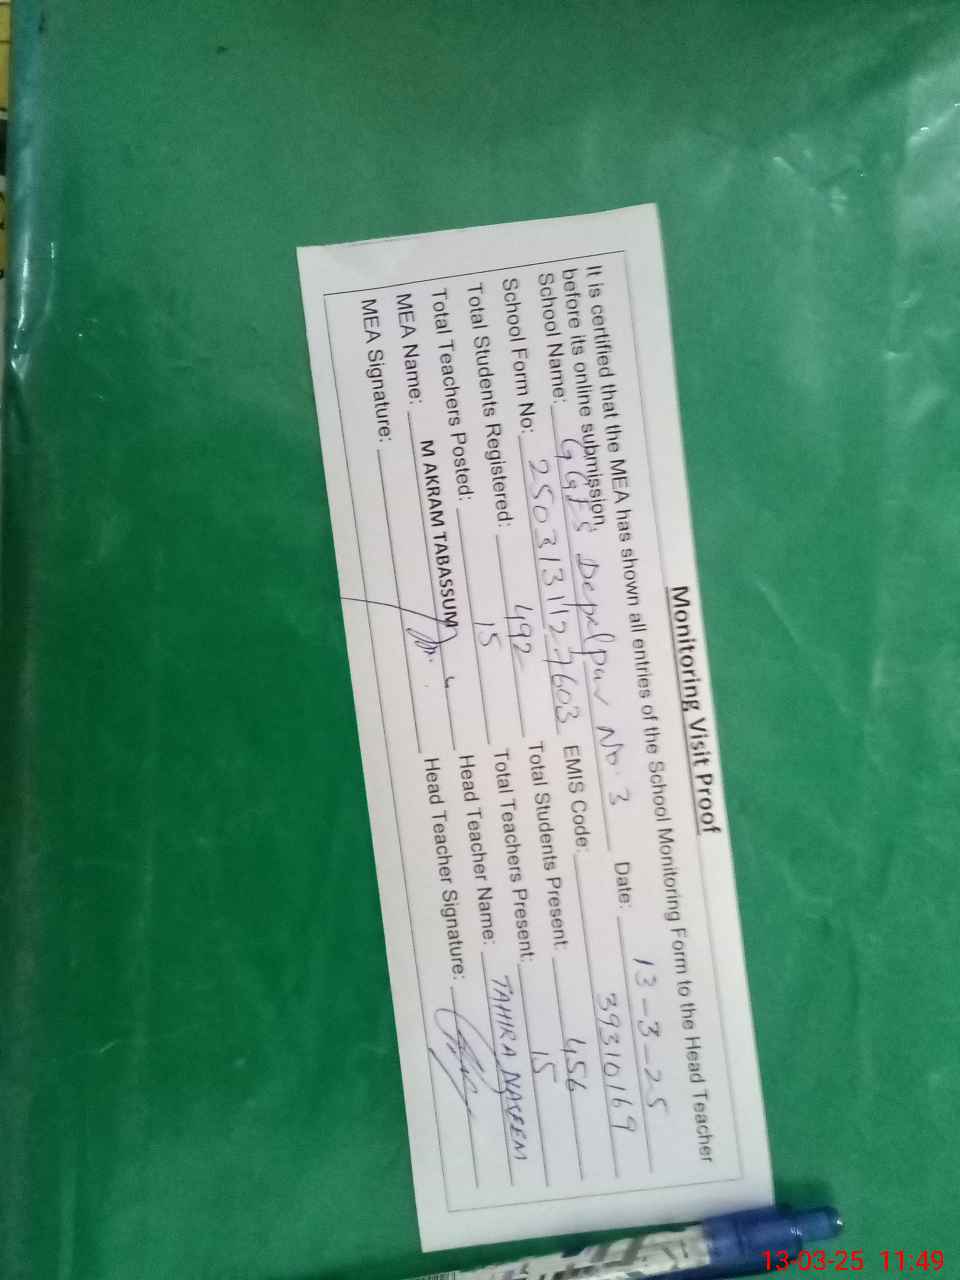 Monitoring Visit Proof
It is certified that the MEA has shown all entries of the School Monitoring Form to the Head Teacher
before its online submission.
School Name: GGES Depalpur No. 3 Date: 13-3-25
School Form No: 2503131127603 EMIS Code: 39310169
Total Students Registered: 492 Total Students Present: 456
Total Teachers Posted: 15 Total Teachers Present: 15
MEA Name: M AKRAM TABASSUM Head Teacher Name: TAHIRA NASEEM
MEA Signature: Head Teacher Signature:
13-03-25 11:49